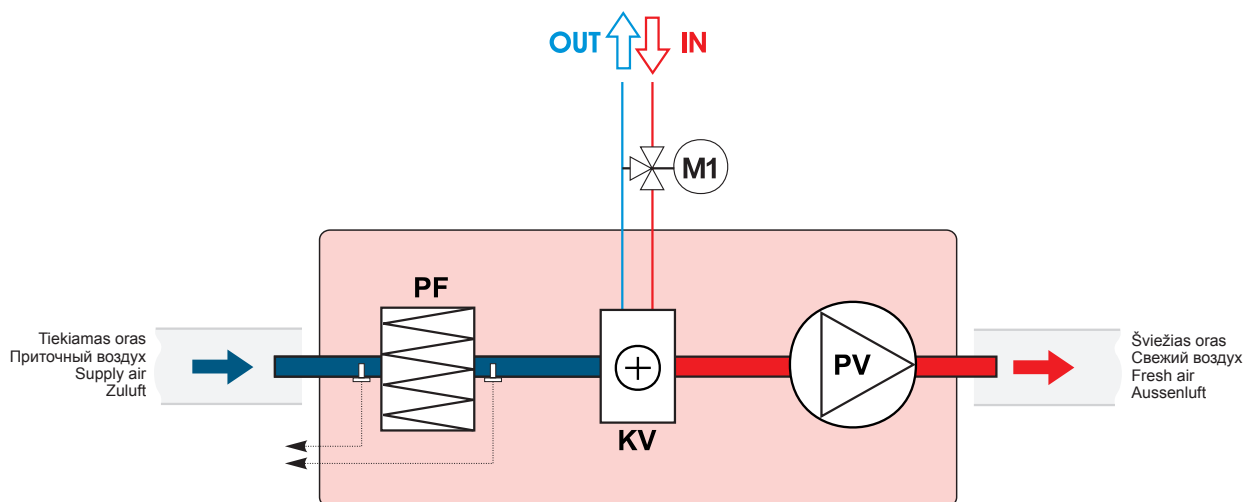 OUT IN
M1
PF
Tiekiamas oras
Приточный воздух
Supply air
Zuluft
PV
Šviežias oras
Свежий воздух
Fresh air
Aussenluft
KV